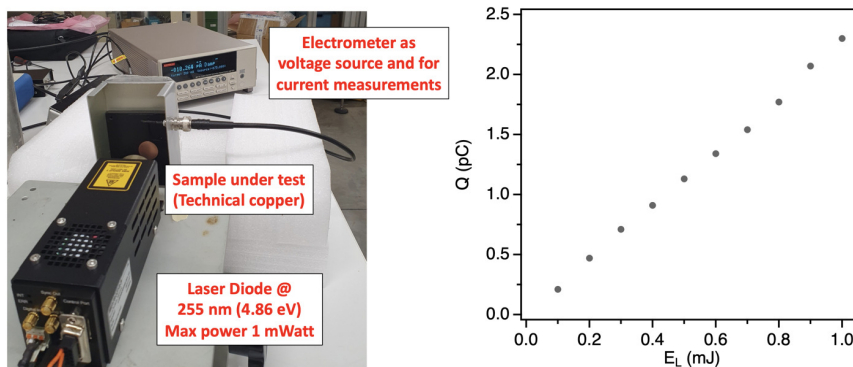 Electrometer as
voltage source and for
current measurements
Sample under test
(Technical copper)
Laser Diode @
255 nm (4.86 eV)
Max power 1 mWatt
Q (pC)
2.5
2.0
1.5
1.0
0.5
0.0
0.0 0.2 0.4 0.6 0.8 1.0
E_L (mJ)